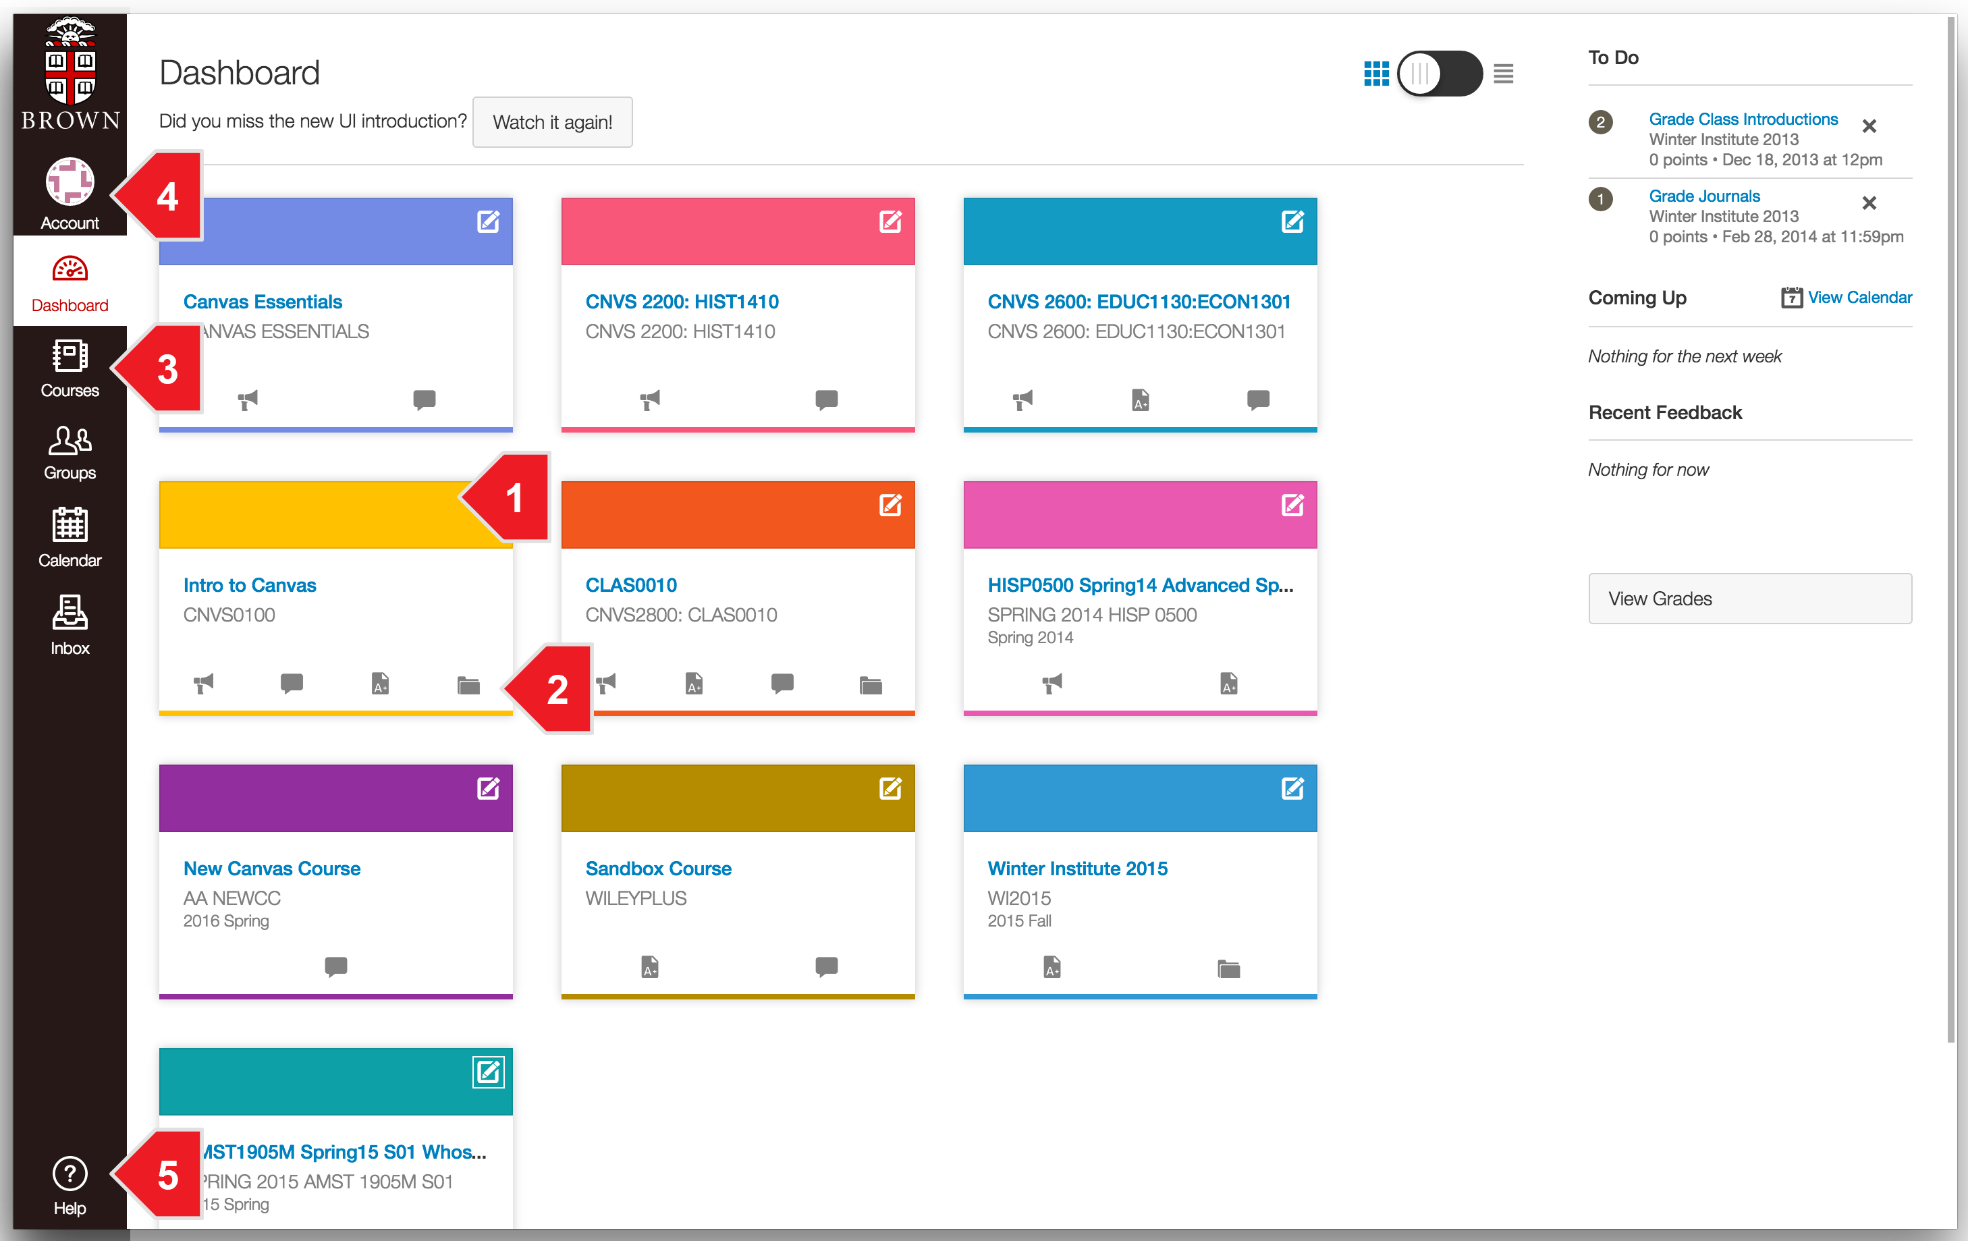 BROWN
Account
Dashboard
Courses
Groups
Calendar
Inbox
Help
4
3
1
2
5
Dashboard
Did you miss the new UI introduction?
Watch it again!
Canvas Essentials
ANVAS ESSENTIALS
CNVS 2200: HIST1410
CNVS 2200: HIST1410
CNVS 2600: EDUC1130:ECON1301
CNVS 2600: EDUC1130:ECON1301
A+
Intro to Canvas
CNVS0100
A+
CLAS0010
CNVS2800: CLAS0010
A+
HISP0500 Spring14 Advanced Sp...
SPRING 2014 HISP 0500
Spring 2014
A+
New Canvas Course
AA NEWCC
2016 Spring
Sandbox Course
WILEYPLUS
A+
Winter Institute 2015
WI2015
2015 Fall
A+
MST1905M Spring15 S01 Whos...
PRING 2015 AMST 1905M S01
15 Spring
To Do
2
Grade Class Introductions
Winter Institute 2013
0 points • Dec 18, 2013 at 12pm
1
Grade Journals
Winter Institute 2013
0 points • Feb 28, 2014 at 11:59pm
Coming Up
7
View Calendar
Nothing for the next week
Recent Feedback
Nothing for now
View Grades